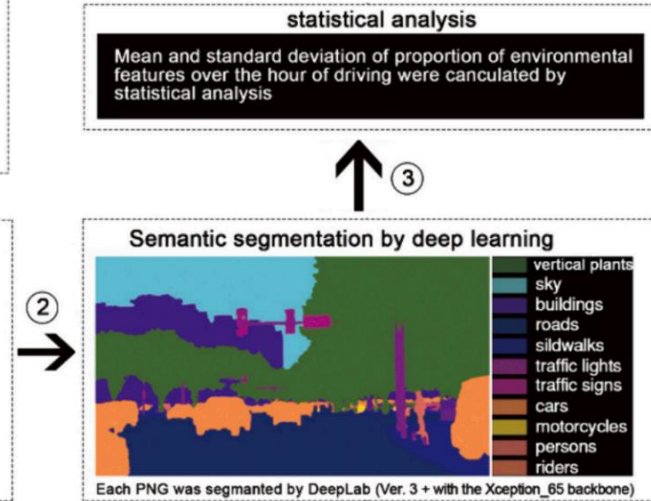 statistical analysis
Mean and standard deviation of proportion of environmental
features over the hour of driving were canculated by
statistical analysis
③
Semantic segmentation by deep learning
②
vertical plants
sky
buildings
roads
sildwalks
traffic lights
traffic signs
cars
motorcycles
persons
riders
Each PNG was segmanted by DeepLab (Ver. 3 + with the Xception_65 backbone)